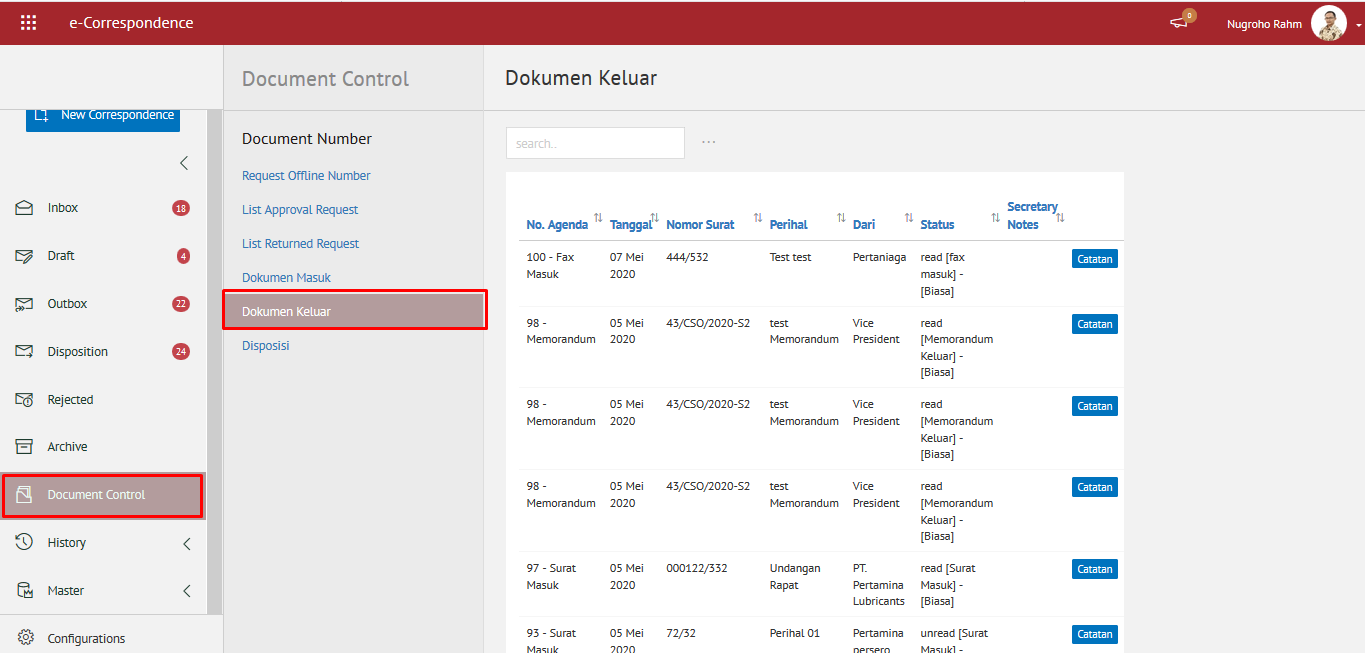 e-Correspondence
0
Nugroho Rahm
New Correspondence
Inbox 18
Draft 4
Outbox 22
Disposition 24
Rejected
Archive
Document Control
History
Master
Configurations
Document Control
Document Number
Request Offline Number
List Approval Request
List Returned Request
Dokumen Masuk
Dokumen Keluar
Disposisi
Dokumen Keluar
search..
...
No. Agenda Tanggal Nomor Surat Perihal Dari Status Secretary
Notes
100 - Fax 07 Mei 444/532 Test test Pertaniaga read [fax Catatan
Masuk 2020 masuk] -
[Biasa]
98 - 05 Mei 43/CSO/2020-S2 test Vice read Catatan
Memorandum 2020 Memorandum President [Memorandum
Keluar] -
[Biasa]
98 - 05 Mei 43/CSO/2020-S2 test Vice read Catatan
Memorandum 2020 Memorandum President [Memorandum
Keluar] -
[Biasa]
98 - 05 Mei 43/CSO/2020-S2 test Vice read Catatan
Memorandum 2020 Memorandum President [Memorandum
Keluar] -
[Biasa]
97 - Surat 05 Mei 000122/332 Undangan PT. read [Surat Catatan
Masuk 2020 Rapat Pertamina Masuk] -
Lubricants [Biasa]
93 - Surat 05 Mei 72/32 Perihal 01 Pertamina unread [Surat Catatan
Masuk 2020 persero Masuk] -